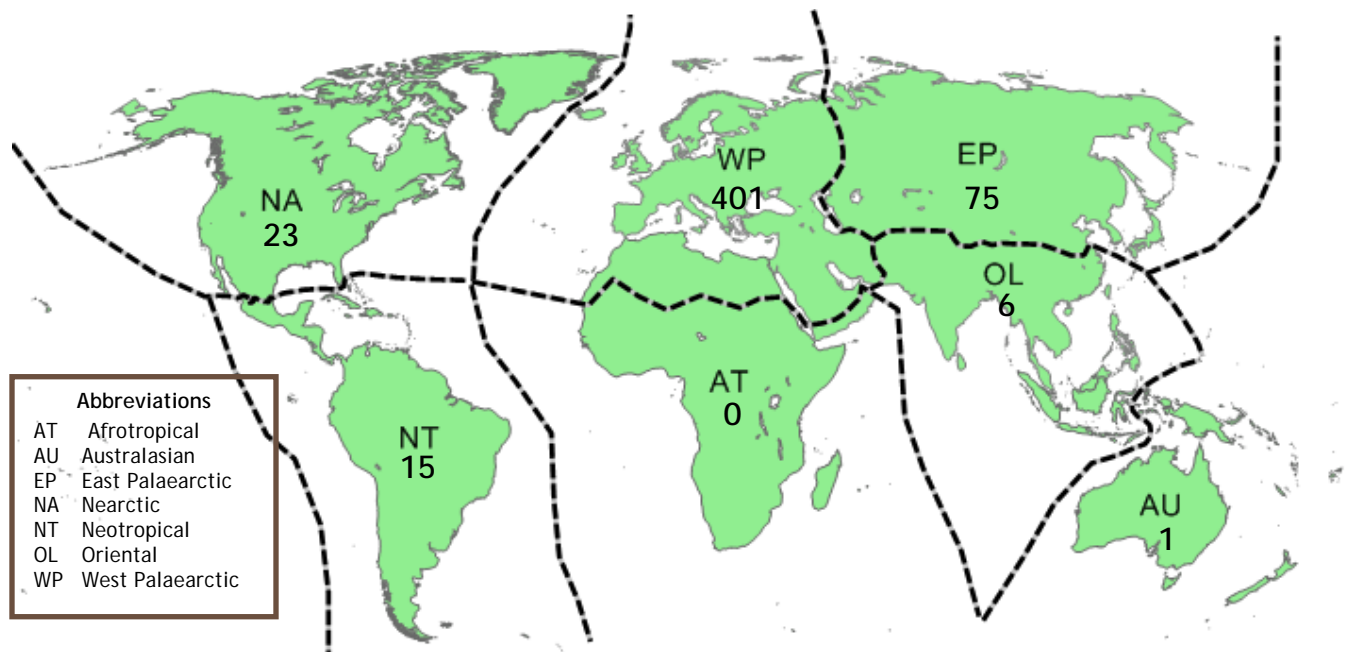 WP
401
EP
75
NA
23
OL
6
AT
0
NT
15
AU
1
Abbreviations
AT Afrotropical
AU Australasian
EP East Palaearctic
NA Nearctic
NT Neotropical
OL Oriental
WP West Palaearctic